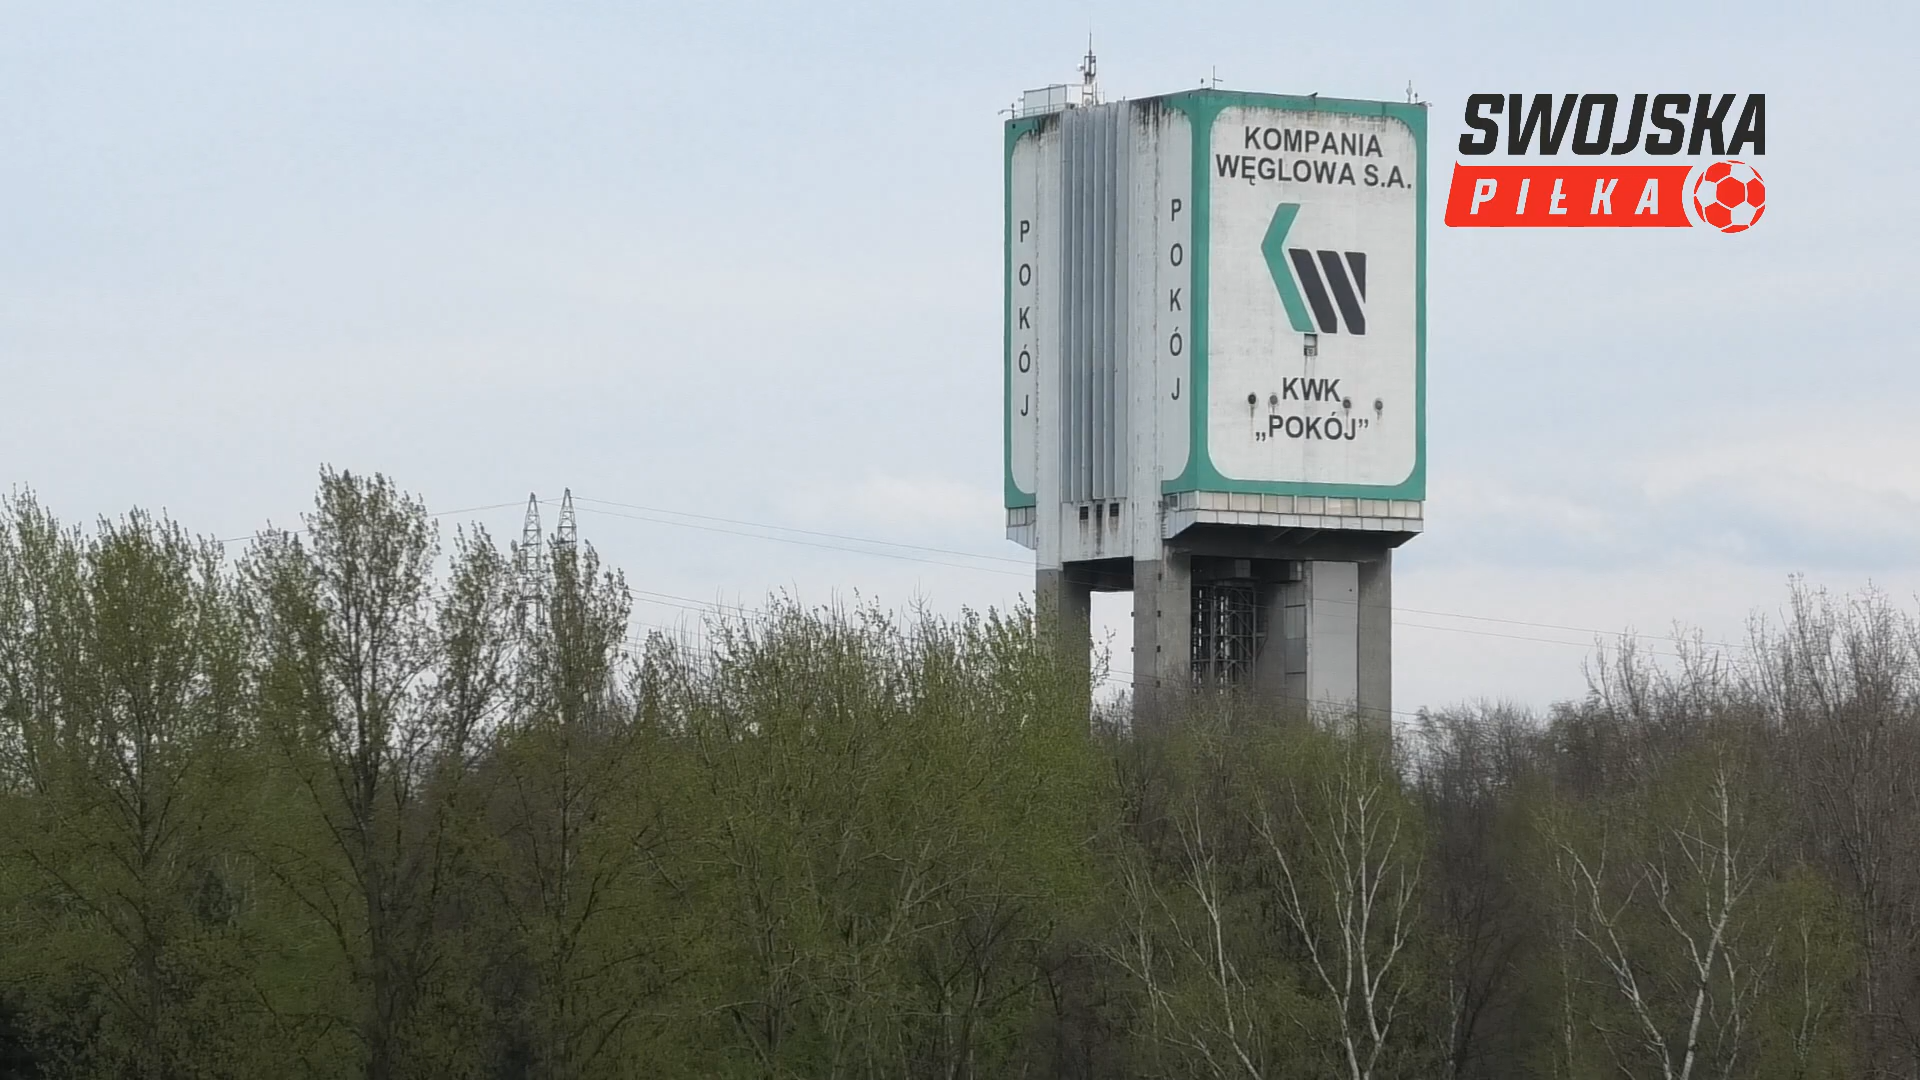 KOMPANIA
WĘGLOWA S.A.
KWK
„POKÓJ”
POKÓJ
POKÓJ
SWOJSKA
PIŁKA